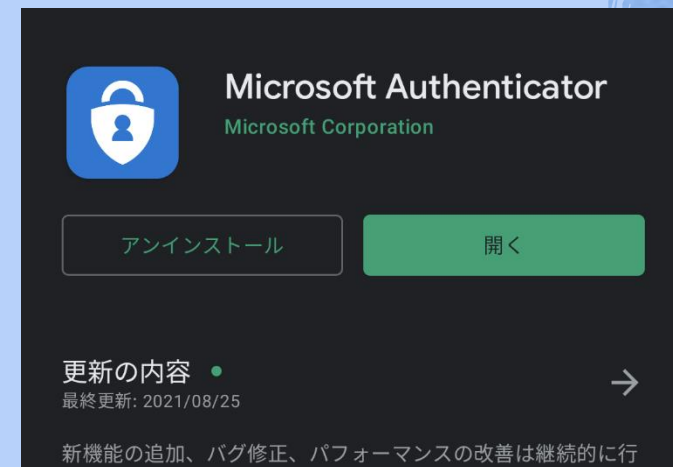 Microsoft Authenticator
Microsoft Corporation
アンインストール
開く
更新の内容
最終更新: 2021/08/25
新機能の追加、バグ修正、パフォーマンスの改善は継続的に行